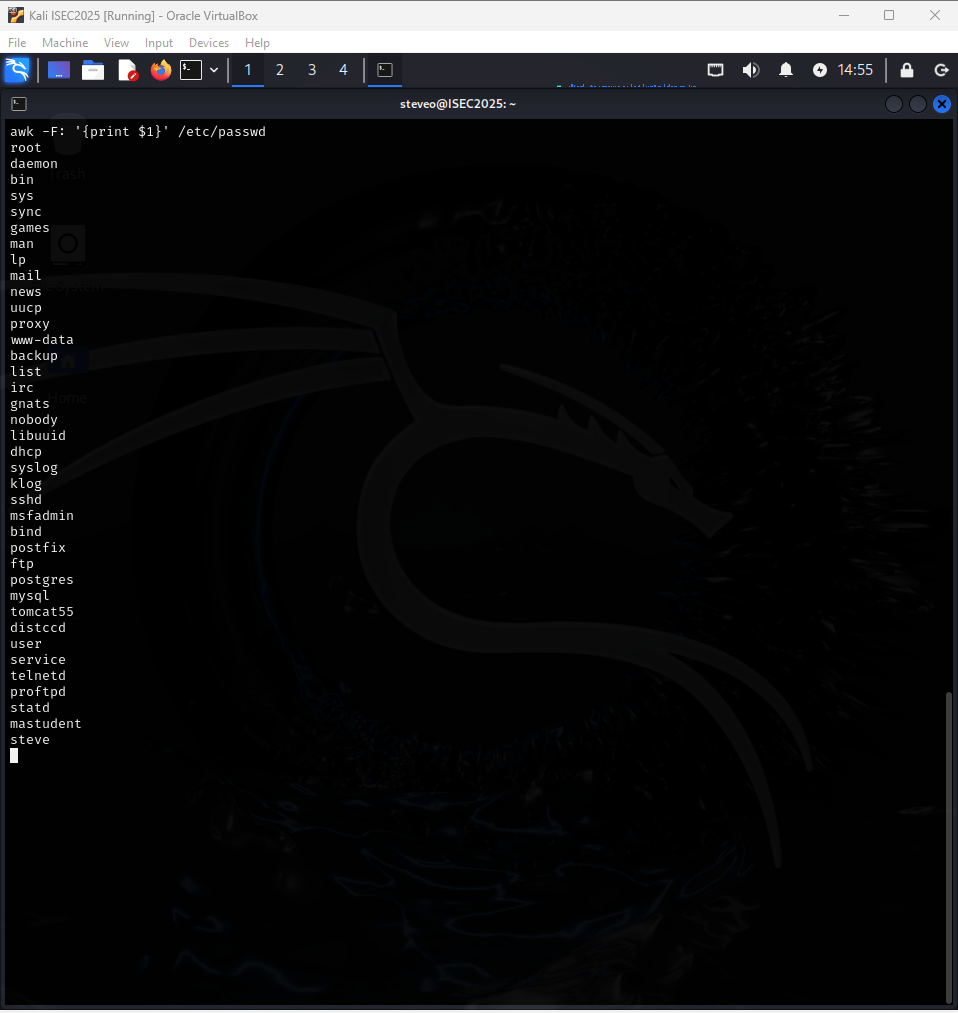 Kali ISEC2025 [Running] - Oracle VirtualBox
File Machine View Input Devices Help
1 2 3 4 14:55
steveo@ISEC2025: ~
awk -F: '{print $1}' /etc/passwd
root
daemon
bin
sys
sync
games
man
lp
mail
news
uucp
proxy
www-data
backup
list
irc
gnats
nobody
libuuid
dhcp
syslog
klog
sshd
msfadmin
bind
postfix
ftp
postgres
mysql
tomcat55
distccd
user
service
telnetd
proftpd
statd
mastudent
steve
Trash
Home